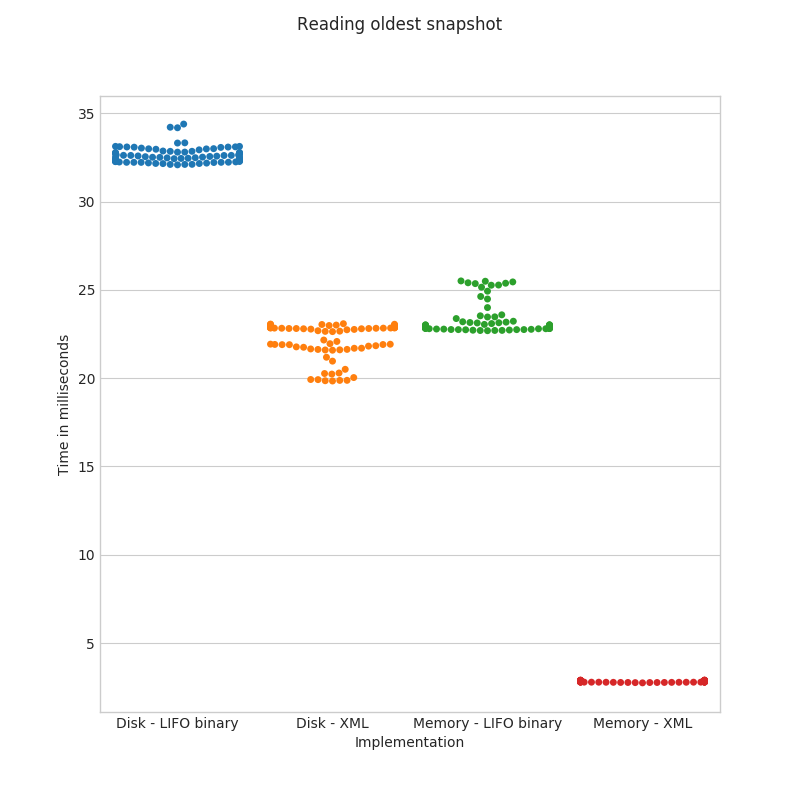 Reading oldest snapshot
35
30
25
20
15
10
5
Time in milliseconds
Disk - LIFO binary
Disk - XML
Memory - LIFO binary
Memory - XML
Implementation